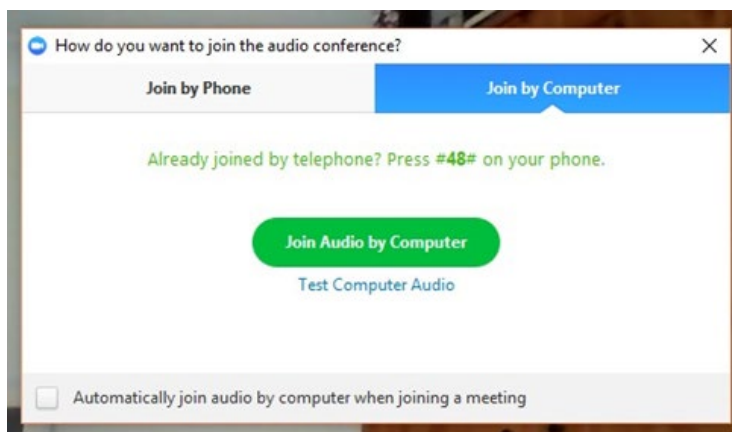 How do you want to join the audio conference?
Join by Phone
Join by Computer
Already joined by telephone? Press #48# on your phone.
Join Audio by Computer
Test Computer Audio
Automatically join audio by computer when joining a meeting